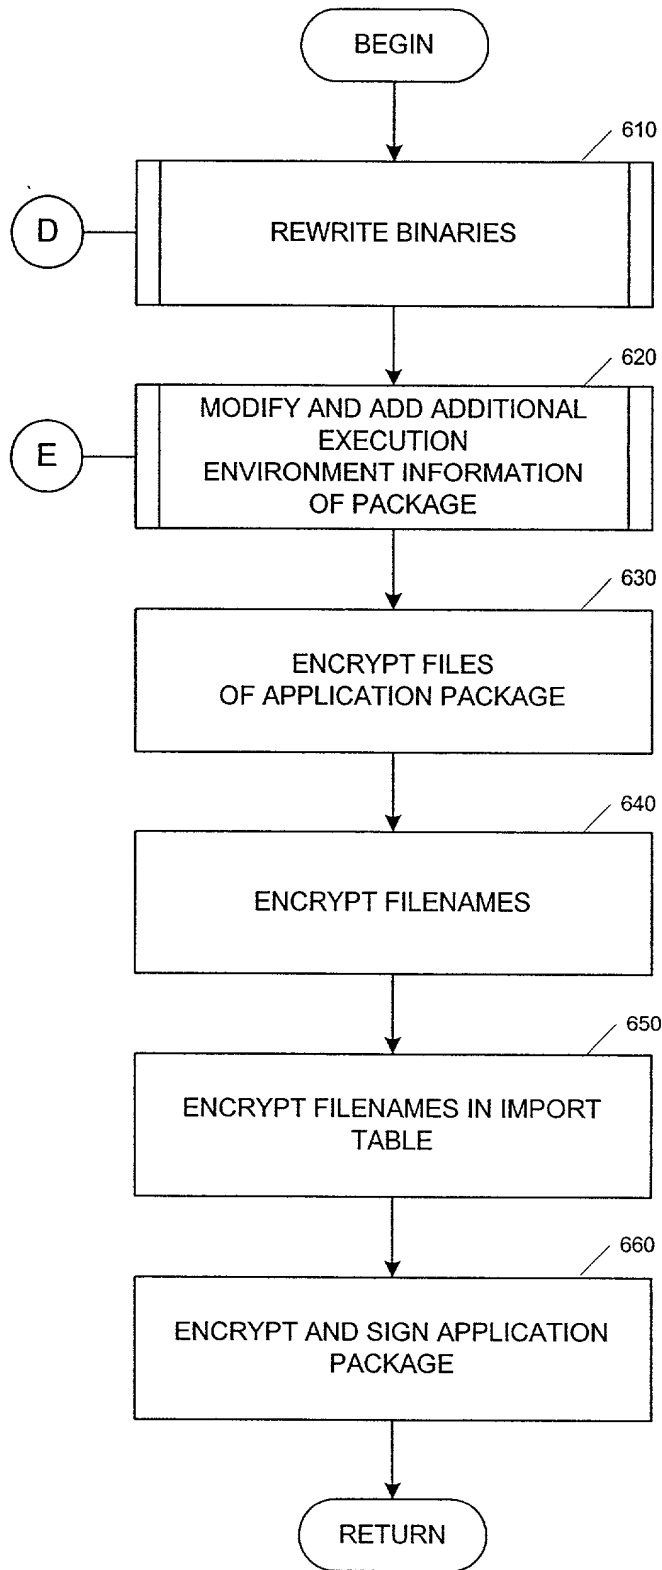 BEGIN
610
D
REWRITE BINARIES
620
MODIFY AND ADD ADDITIONAL
EXECUTION
E
ENVIRONMENT INFORMATION
OF PACKAGE
630
ENCRYPT FILES
OF APPLICATION PACKAGE
640
ENCRYPT FILENAMES
650
ENCRYPT FILENAMES IN IMPORT
TABLE
660
ENCRYPT AND SIGN APPLICATION
PACKAGE
RETURN